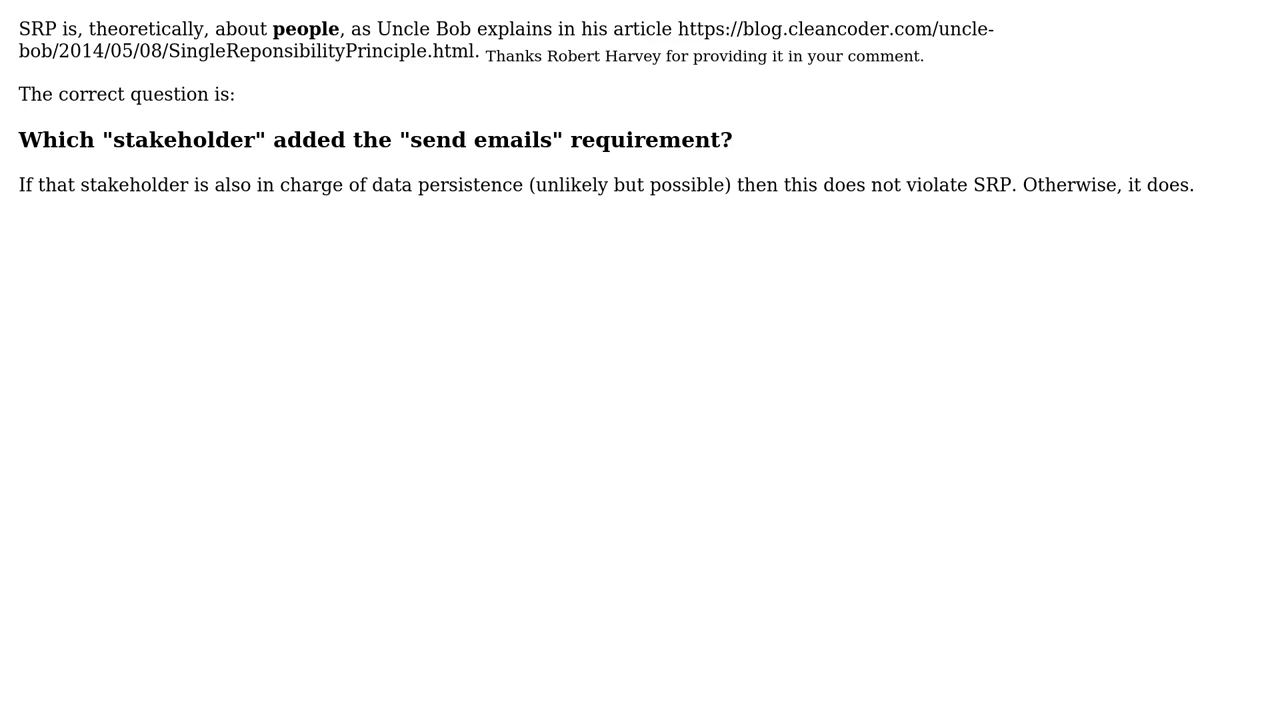 SRP is, theoretically, about people, as Uncle Bob explains in his article https://blog.cleancoder.com/uncle-
bob/2014/05/08/SingleReponsibilityPrinciple.html. Thanks Robert Harvey for providing it in your comment.
The correct question is:
Which "stakeholder" added the "send emails" requirement?
If that stakeholder is also in charge of data persistence (unlikely but possible) then this does not violate SRP. Otherwise, it does.